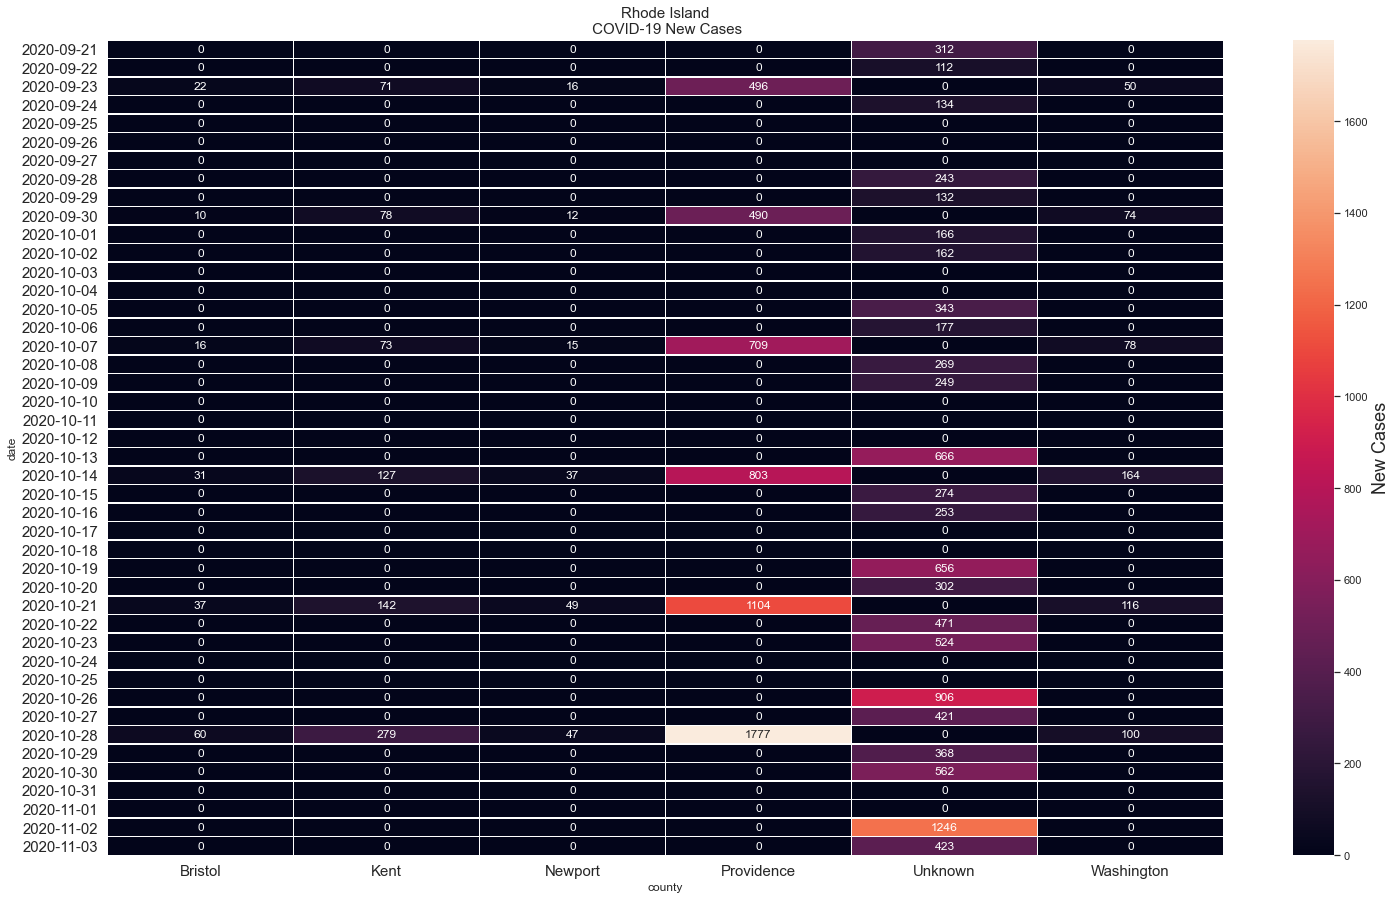 Rhode Island
COVID-19 New Cases
2020-09-21 0 0 0 0 312 0
2020-09-22 0 0 0 0 112 0
2020-09-23 22 71 16 496 0 50
2020-09-24 0 0 0 0 134 0
2020-09-25 0 0 0 0 0 0
2020-09-26 0 0 0 0 0 0
2020-09-27 0 0 0 0 0 0
2020-09-28 0 0 0 0 243 0
2020-09-29 0 0 0 0 132 0
2020-09-30 10 78 12 490 0 74
2020-10-01 0 0 0 0 166 0
2020-10-02 0 0 0 0 162 0
2020-10-03 0 0 0 0 0 0
2020-10-04 0 0 0 0 0 0
2020-10-05 0 0 0 0 343 0
2020-10-06 0 0 0 0 177 0
2020-10-07 16 73 15 709 0 78
2020-10-08 0 0 0 0 269 0
2020-10-09 0 0 0 0 249 0
2020-10-10 0 0 0 0 0 0
2020-10-11 0 0 0 0 0 0
2020-10-12 0 0 0 0 0 0
2020-10-13 0 0 0 0 666 0
2020-10-14 31 127 37 803 0 164
2020-10-15 0 0 0 0 274 0
2020-10-16 0 0 0 0 253 0
2020-10-17 0 0 0 0 0 0
2020-10-18 0 0 0 0 0 0
2020-10-19 0 0 0 0 656 0
2020-10-20 0 0 0 0 302 0
2020-10-21 37 142 49 1104 0 116
2020-10-22 0 0 0 0 471 0
2020-10-23 0 0 0 0 524 0
2020-10-24 0 0 0 0 0 0
2020-10-25 0 0 0 0 0 0
2020-10-26 0 0 0 0 906 0
2020-10-27 0 0 0 0 421 0
2020-10-28 60 279 47 1777 0 100
2020-10-29 0 0 0 0 368 0
2020-10-30 0 0 0 0 562 0
2020-10-31 0 0 0 0 0 0
2020-11-01 0 0 0 0 0 0
2020-11-02 0 0 0 0 1246 0
2020-11-03 0 0 0 0 423 0
Bristol Kent Newport Providence Unknown Washington
county
date
1600
1400
1200
1000
800
600
400
200
0
New Cases